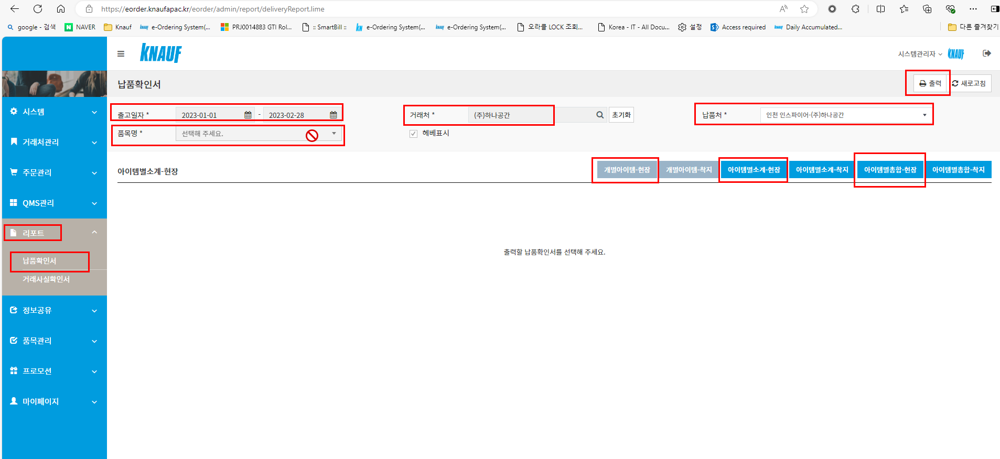 https://eorder.knaufapac.kr/eorder/admin/report/deliveryReport.lime
google - 검색
NAVER
Knauf
e-Ordering System(...
PRJ0014883 GTI Rol...
:: SmartBill ::
e-Ordering System(...
e-Ordering System(...
오라클 LOCK 조회...
Korea - IT - All Docu...
설정
Access required
Daily Accumulated...
다른 즐겨찾기
KNAUF
시스템관리자
KNAUF
납품확인서
출력
새로고침
출고일자 *
2023-01-01
-
2023-02-28
거래처 *
(주)하나공간
초기화
납품처 *
인천 인스파이어-(주)하나공간
품목명 *
선택해 주세요.
헤베표시
아이템별소계-현장
개별아이템-현장
개별아이템-착지
아이템별소계-현장
아이템별소계-착지
아이템별총합-현장
아이템별총합-착지
출력할 납품확인서를 선택해 주세요.
시스템
거래처관리
주문관리
QMS관리
리포트
납품확인서
거래사실확인서
정보공유
품목관리
프로모션
마이페이지